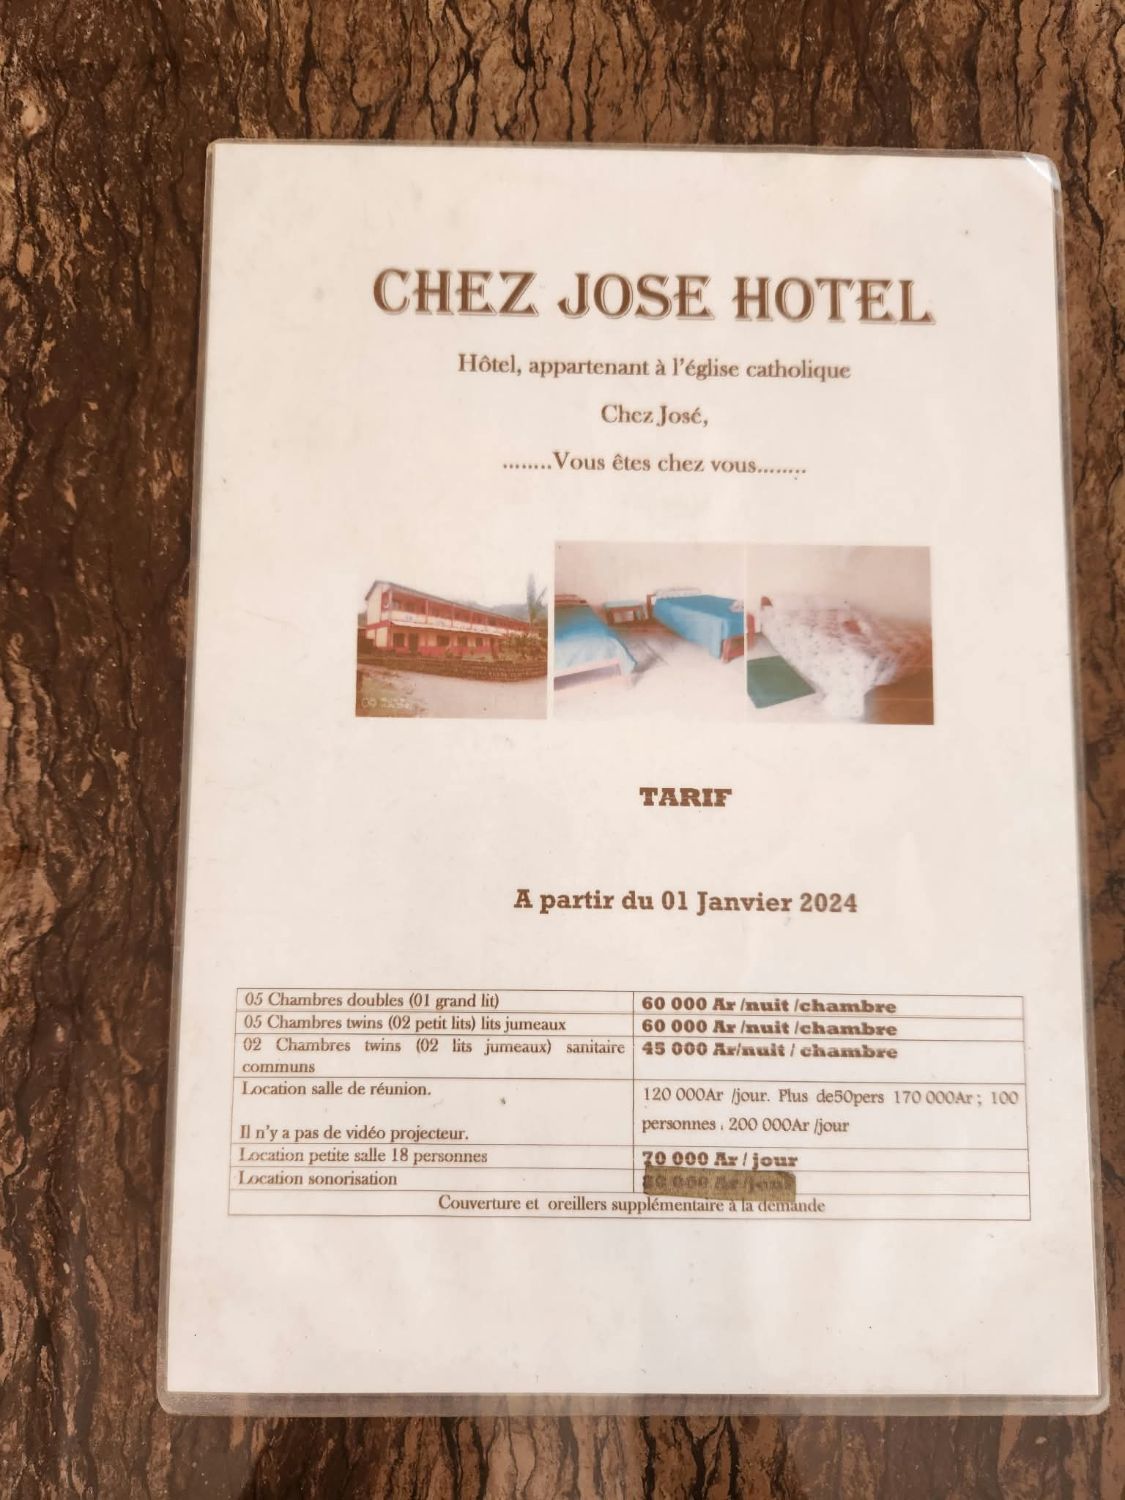 CHEZ JOSE HOTEL
Hôtel, appartenant à l'église catholique
Chez José,
........Vous êtes chez vous........
TARIF
A partir du 01 Janvier 2024
05 Chambres doubles (01 grand lit) 60 000 Ar /nuit /chambre
05 Chambres twins (02 petit lits) lits jumeaux 60 000 Ar /nuit /chambre
02 Chambres twins (02 lits jumeaux) sanitaire 45 000 Ar/nuit / chambre
communs
Location salle de réunion. 120 000Ar /jour. Plus de50pers 170 000Ar ; 100
Il n'y a pas de vidéo projecteur. personnes : 200 000Ar /jour
Location petite salle 18 personnes 70 000 Ar / jour
Location sonorisation 000 Ar /jour
Couverture et oreillers supplémentaire à la demande